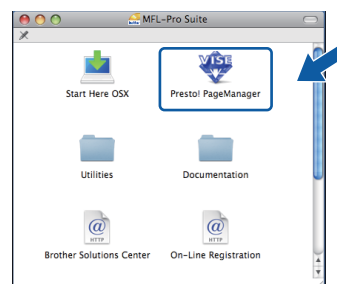 MFL-Pro Suite
Start Here OSX
VISE
Presto! PageManager
Utilities
Documentation
@
HTTP
@
HTTP
Brother Solutions Center
On-Line Registration